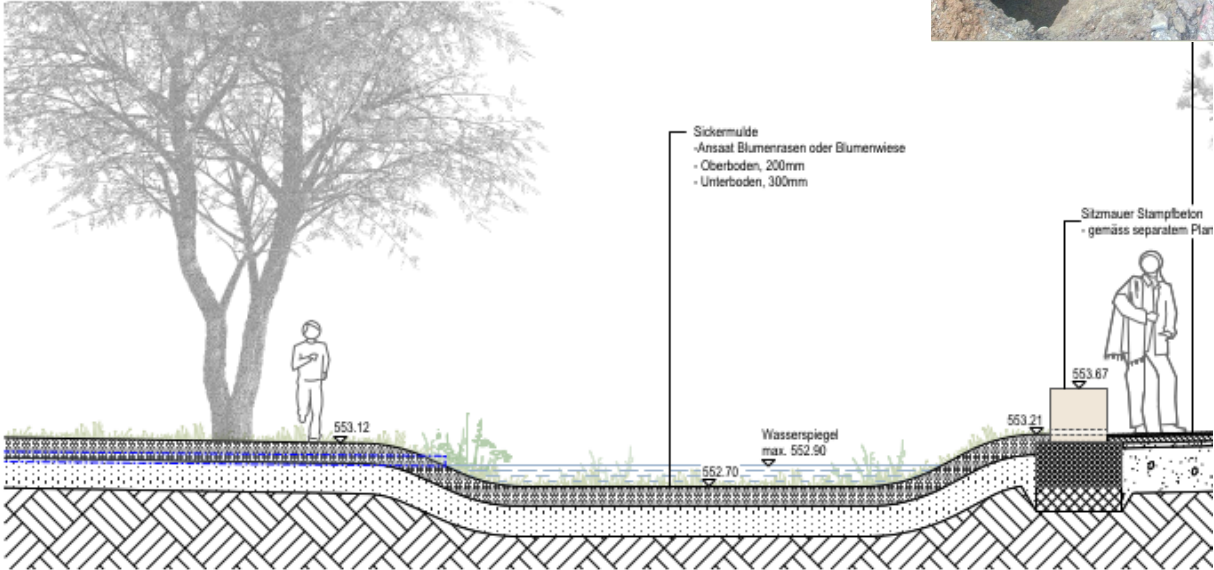 Sickermulde
-Ansaat Blumenrasen oder Blumenwiese
- Oberboden, 200mm
- Unterboden, 300mm
Sitzmauer Stampfbeton
- gemäss separatem Plan
553.67
553.21
553.12
Wasserspiegel
max. 552.90
552.70